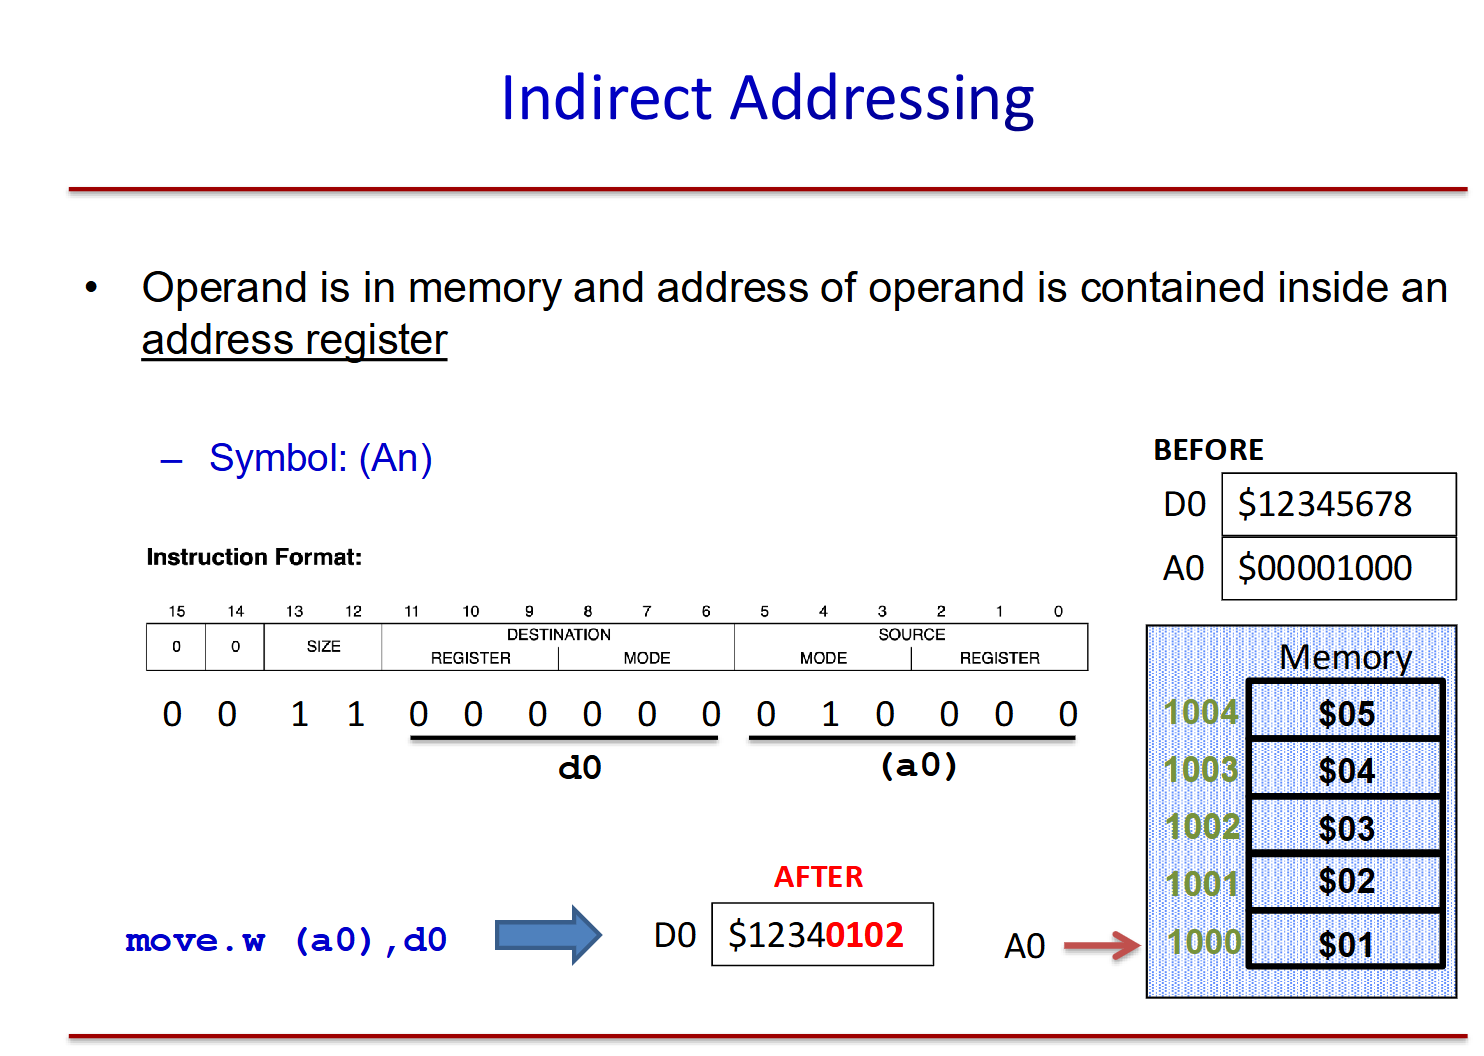 Indirect Addressing
• Operand is in memory and address of operand is contained inside an
address register
– Symbol: (An)
BEFORE
D0 $12345678
A0 $00001000
Instruction Format:
15 14 13 12 11 10 9 8 7 6 5 4 3 2 1 0
0 0 SIZE DESTINATION SOURCE
REGISTER MODE MODE REGISTER
0 0 1 1 0 0 0 0 0 0 0 1 0 0 0 0
d0 (a0)
Memory
1004 $05
1003 $04
1002 $03
1001 $02
1000 $01
A0
AFTER
move.w (a0),d0
D0 $12340102